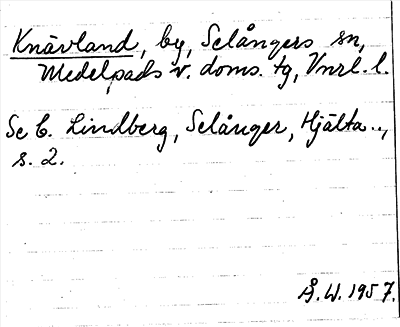 Knävland, by, Selångers sn,
Medelpads v. doms. tg, Vnrl. l.
Se C. Lindberg, Selånger, Hjälta..,
s. 2.
Å. W. 1957.